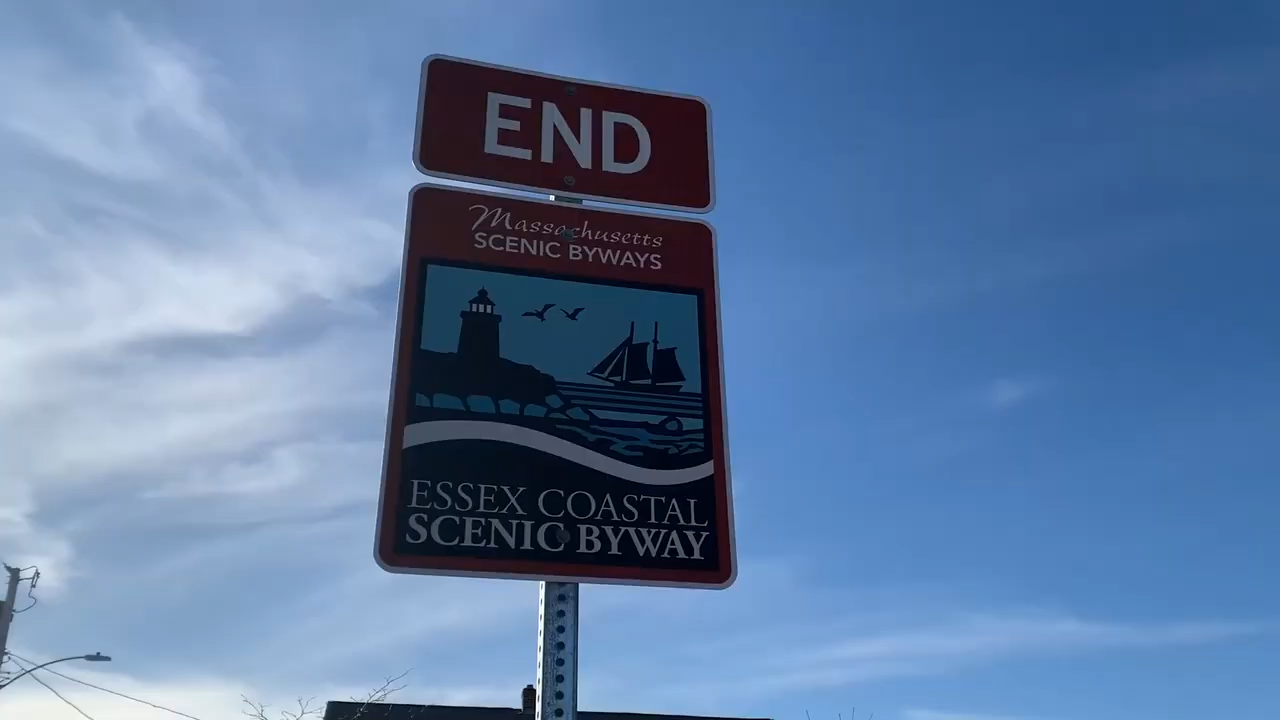 END
Massachusetts
SCENIC BYWAYS
ESSEX COASTAL
SCENIC BYWAY